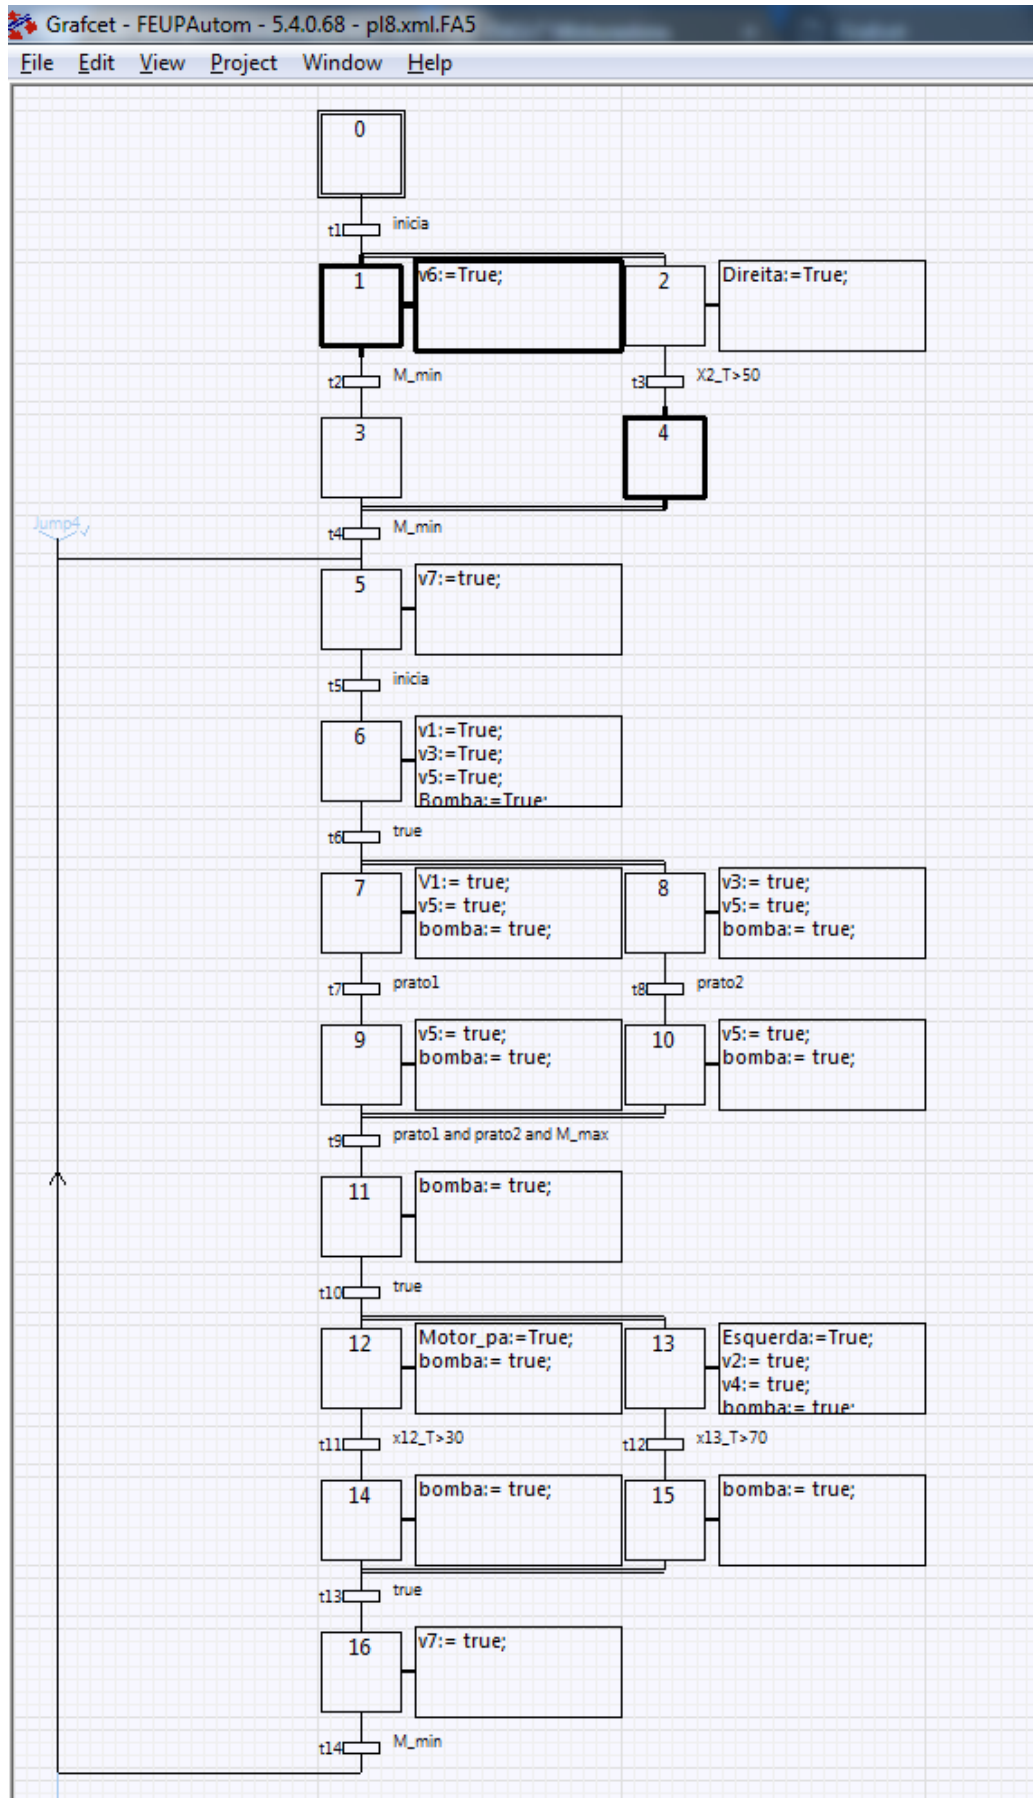 Grafcet - FEUPAutom - 5.4.0.68 - pl8.xml.FA5
File Edit View Project Window Help
0
t1 inicia
1 v6:=True; 2 Direita:=True;
t2 M_min t3 X2_T>50
3 4
Jump4
t4 M_min
5 v7:=true;
t5 inicia
6 v1:=True;
v3:=True;
v5:=True;
Bomba:=True;
t6 true
7 V1:= true; 8 v3:= true;
v5:= true; v5:= true;
bomba:= true; bomba:= true;
t7 prato1 t8 prato2
9 v5:= true; 10 v5:= true;
bomba:= true; bomba:= true;
t9 prato1 and prato2 and M_max
11 bomba:= true;
t10 true
12 Motor_pa:=True; 13 Esquerda:=True;
bomba:= true; v2:= true;
v4:= true;
bomba:= true;
t11 x12_T>30 t12 x13_T>70
14 bomba:= true; 15 bomba:= true;
t13 true
16 v7:= true;
t14 M_min